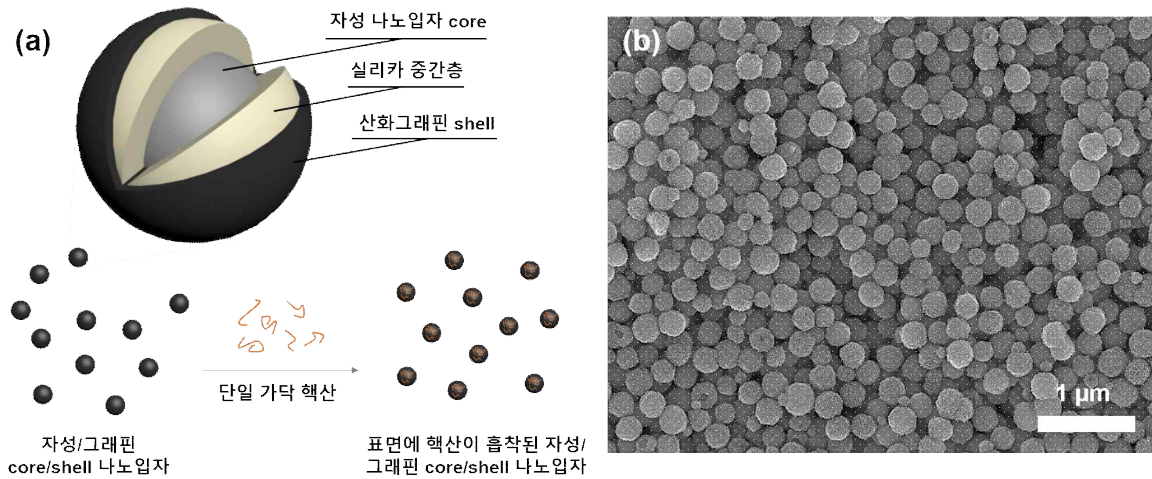 (a)
자성 나노입자 core
실리카 중간층
산화그래핀 shell
단일 가닥 핵산
자성/그래핀
core/shell 나노입자
표면에 핵산이 흡착된 자성/
그래핀 core/shell 나노입자
(b)
1 µm